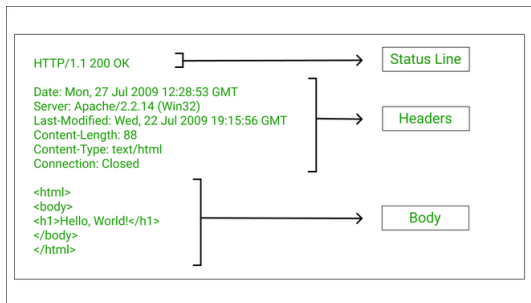 HTTP/1.1 200 OK
Status Line
Date: Mon, 27 Jul 2009 12:28:53 GMT
Server: Apache/2.2.14 (Win32)
Last-Modified: Wed, 22 Jul 2009 19:15:56 GMT
Content-Length: 88
Content-Type: text/html
Connection: Closed
Headers
<html>
<body>
<h1>Hello, World!</h1>
</body>
</html>
Body